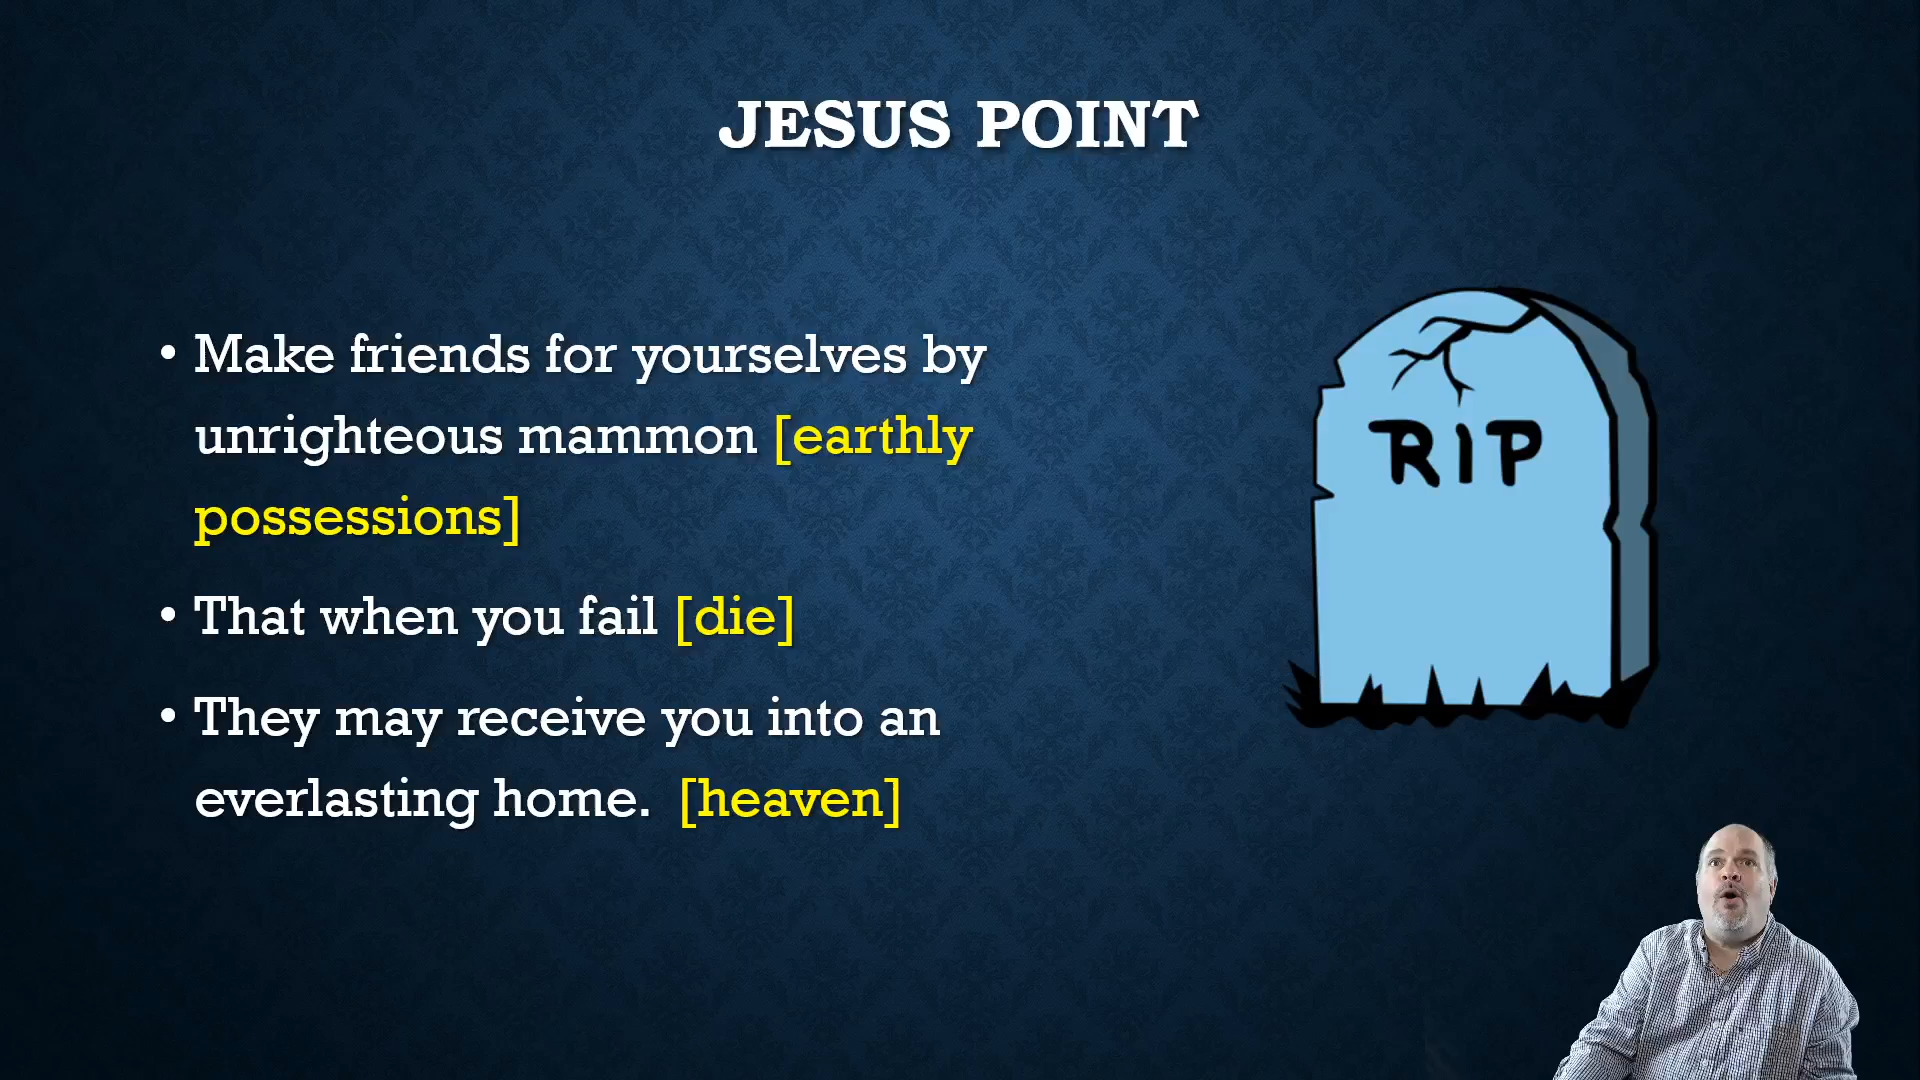 JESUS POINT
• Make friends for yourselves by
unrighteous mammon [earthly
possessions]
• That when you fail [die]
• They may receive you into an
everlasting home.  [heaven]
RIP